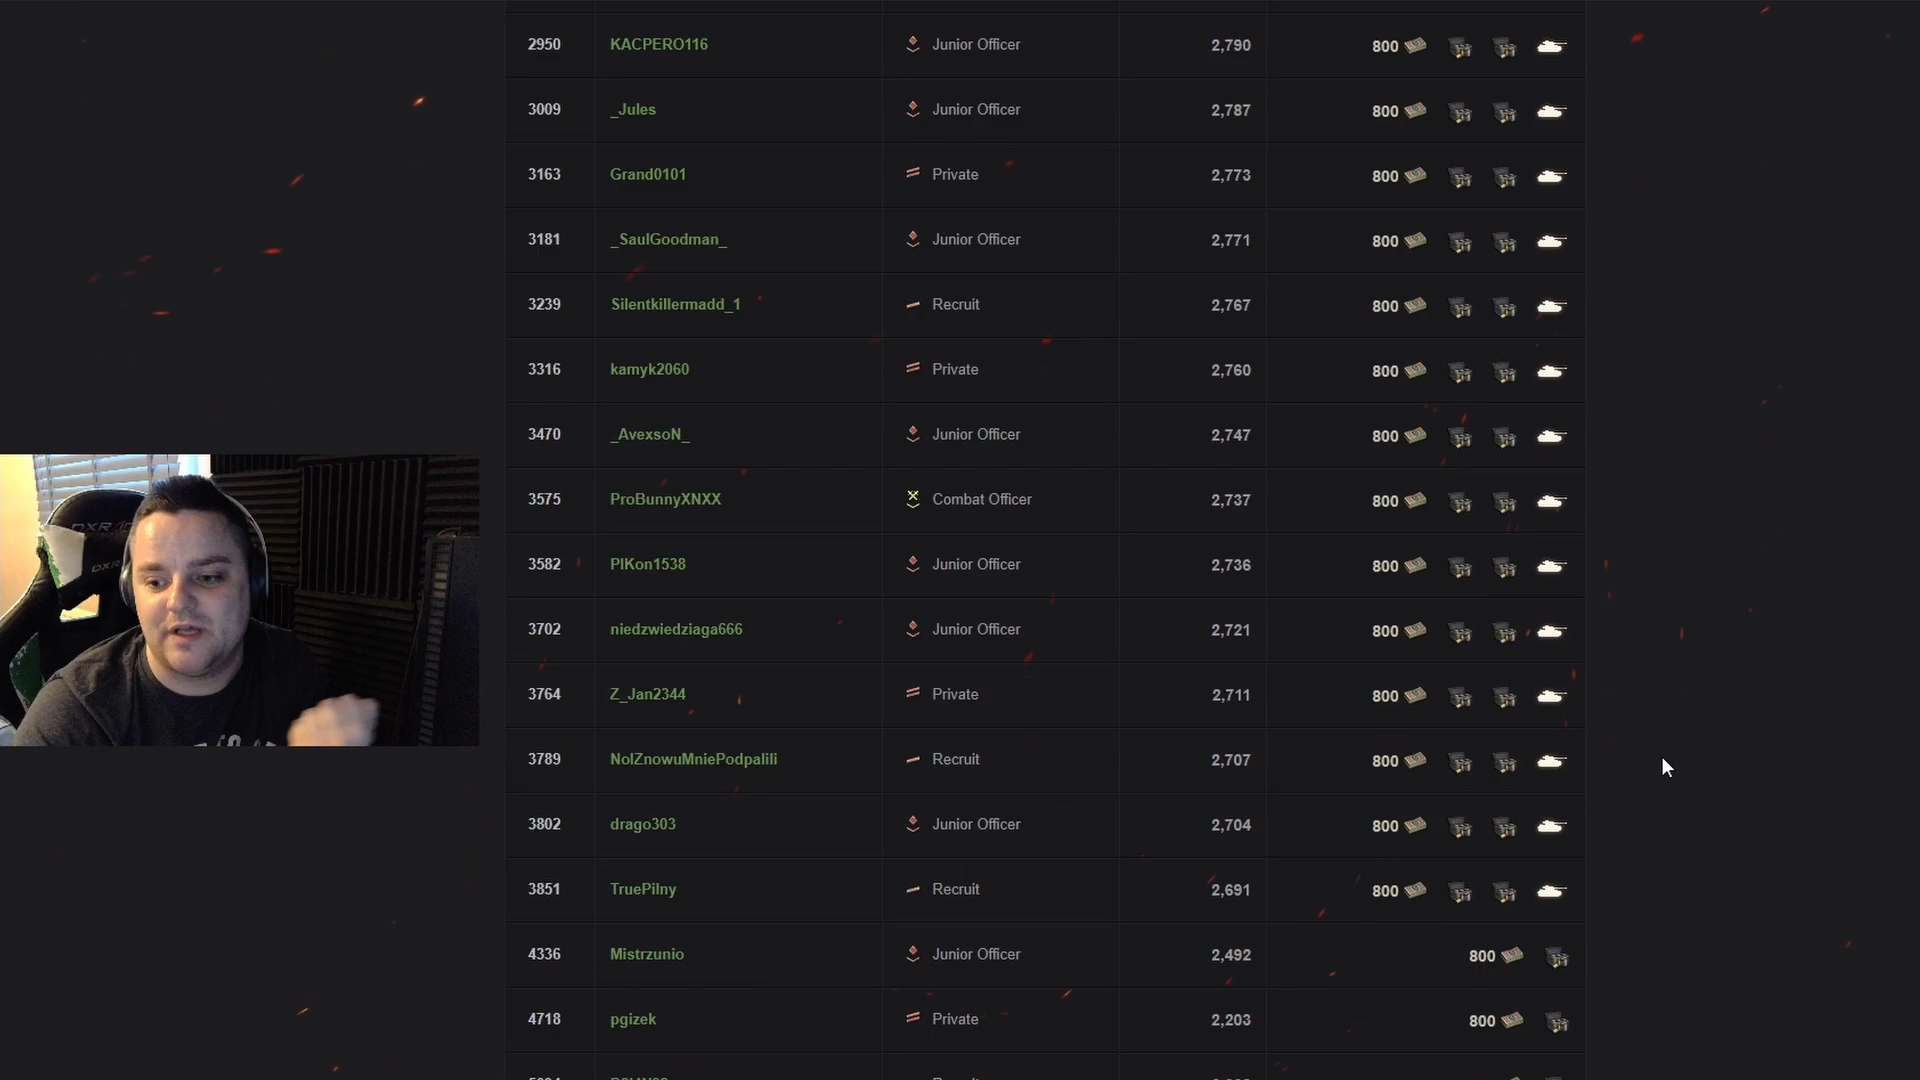 2950 KACPERO116 Junior Officer 2,790 800
3009 _Jules Junior Officer 2,787 800
3163 Grand0101 Private 2,773 800
3181 _SaulGoodman_ Junior Officer 2,771 800
3239 Silentkillermadd_1 Recruit 2,767 800
3316 kamyk2060 Private 2,760 800
3470 _AvexsoN_ Junior Officer 2,747 800
3575 ProBunnyXNXX Combat Officer 2,737 800
3582 PIKon1538 Junior Officer 2,736 800
3702 niedzwiedziaga666 Junior Officer 2,721 800
3764 Z_Jan2344 Private 2,711 800
3789 NoIZnowuMniePodpalili Recruit 2,707 800
3802 drago303 Junior Officer 2,704 800
3851 TruePilny Recruit 2,691 800
4336 Mistrzunio Junior Officer 2,492 800
4718 pgizek Private 2,203 800